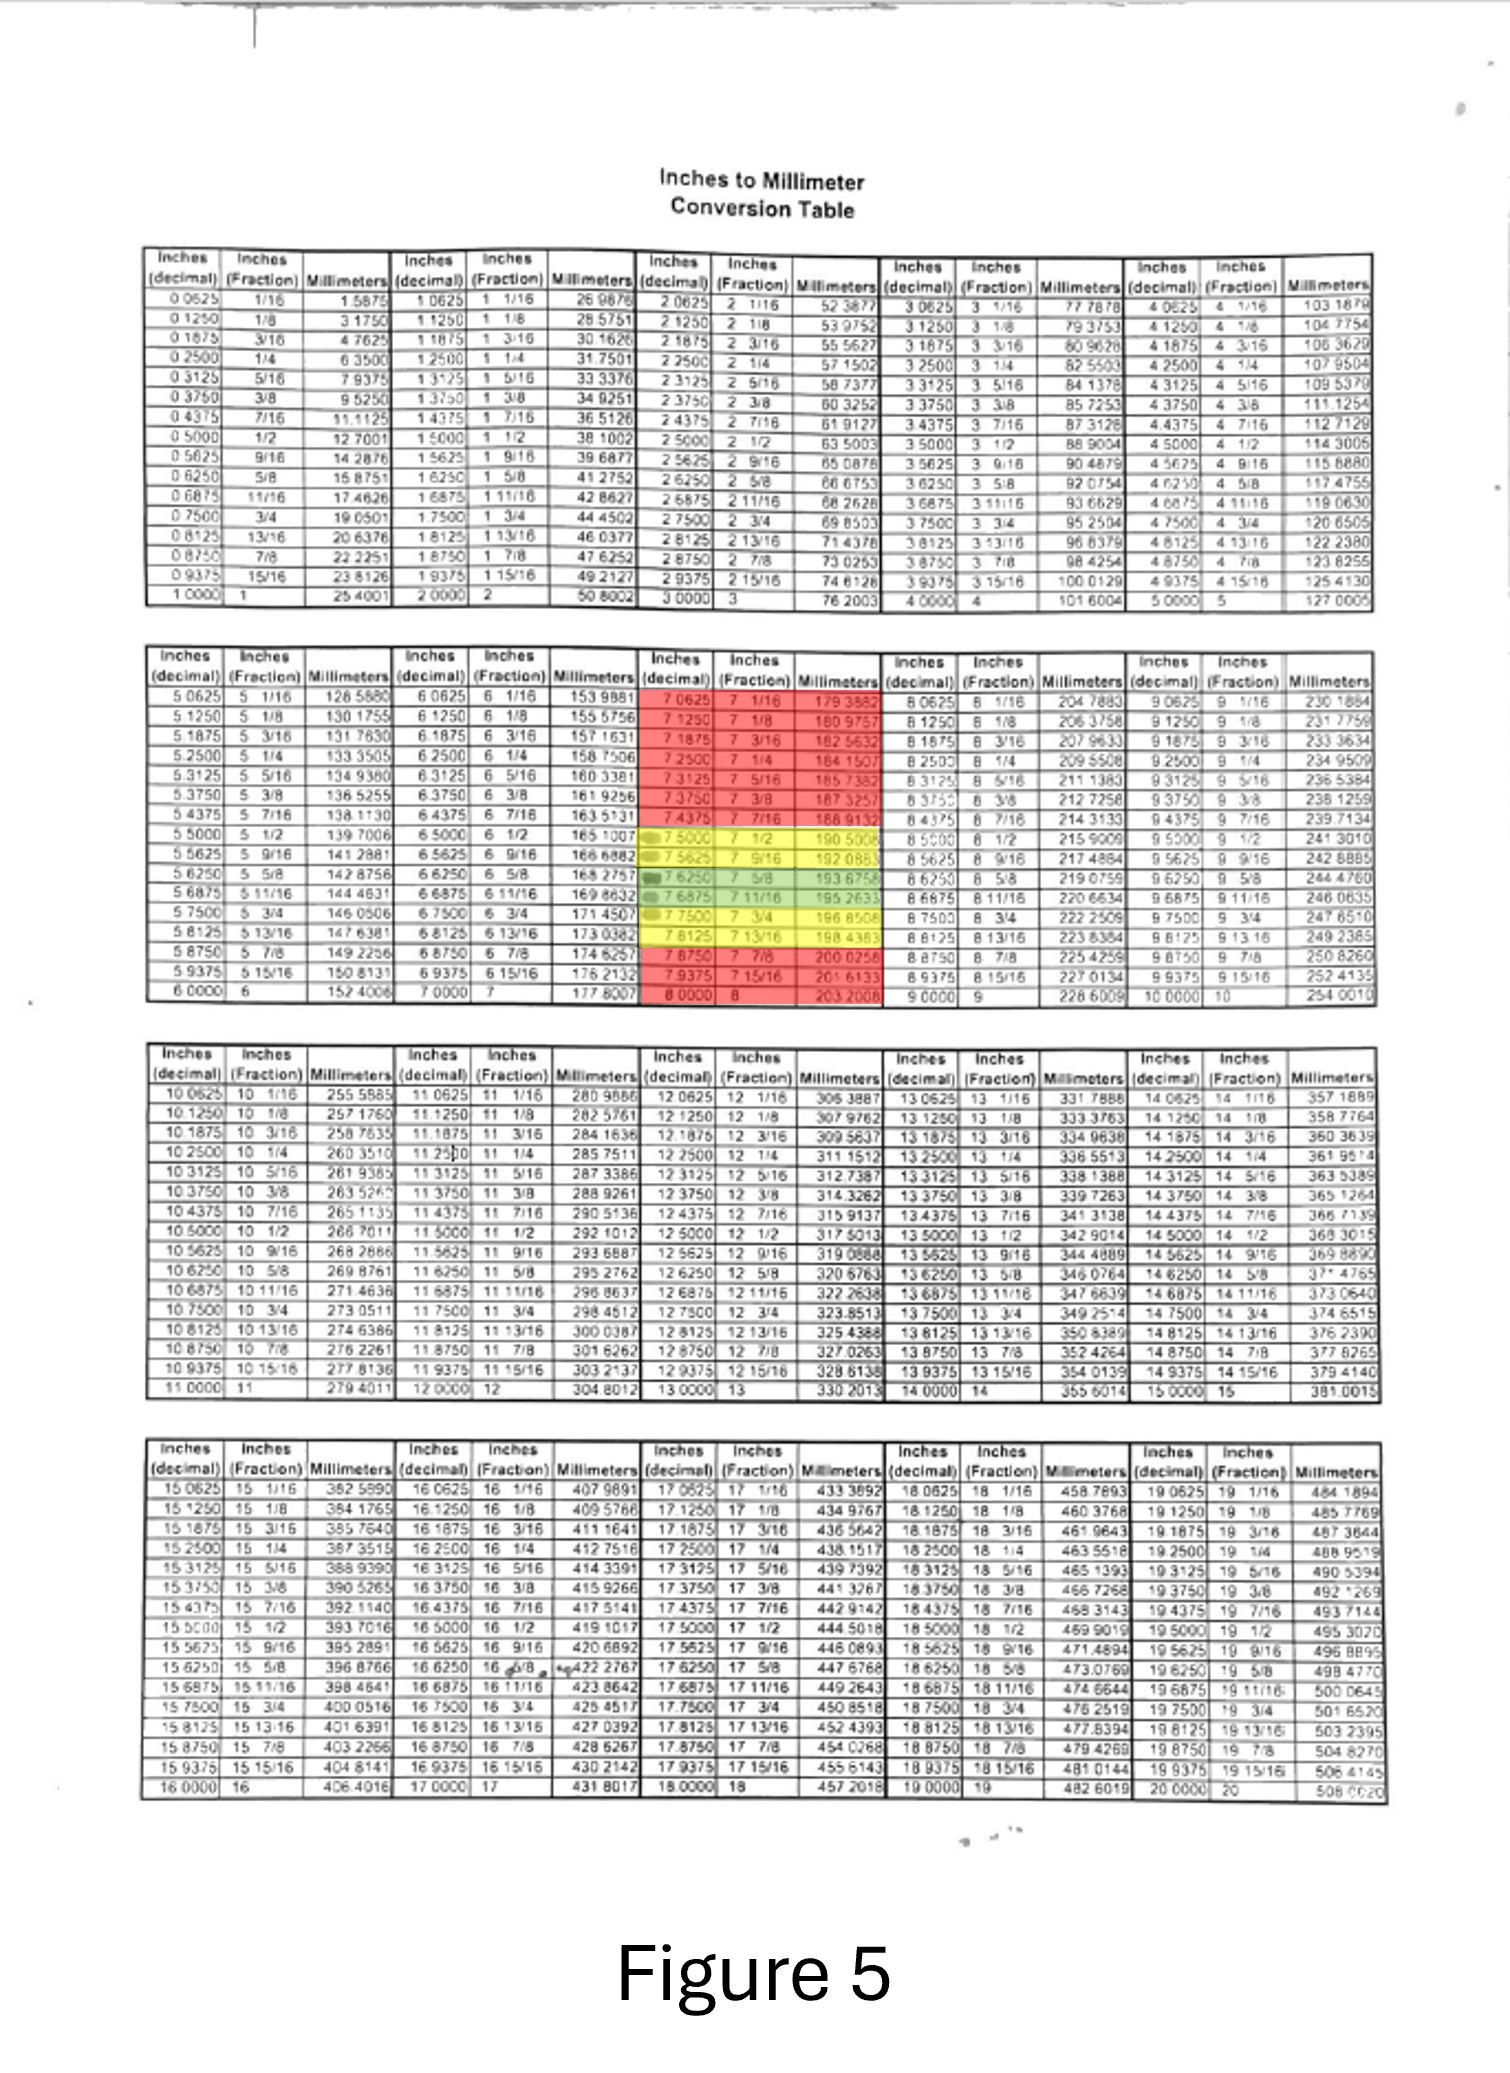 Inches to Millimeter
Conversion Table
Inches Inches Inches Inches Inches Inches Inches Inches Inches Inches
(decimal) (Fraction) Millimeters (decimal) (Fraction) Millimeters (decimal) (Fraction) Millimeters (decimal) (Fraction) Millimeters (decimal) (Fraction) Millimeters
0.0625 1/16 1.5875 1.0625 1 1/16 26.9876 2.0625 2 1/16 52.3877 3.0625 3 1/16 77.7878 4.0625 4 1/16 103.1879
0.1250 1/8 3.1750 1.1250 1 1/8 28.5751 2.1250 2 1/8 53.9752 3.1250 3 1/8 79.3753 4.1250 4 1/8 104.7754
0.1875 3/16 4.7625 1.1875 1 3/16 30.1626 2.1875 2 3/16 55.5627 3.1875 3 3/16 80.9628 4.1875 4 3/16 106.3629
0.2500 1/4 6.3500 1.2500 1 1/4 31.7501 2.2500 2 1/4 57.1502 3.2500 3 1/4 82.5503 4.2500 4 1/4 107.9504
0.3125 5/16 7.9375 1.3125 1 5/16 33.3376 2.3125 2 5/16 58.7377 3.3125 3 5/16 84.1378 4.3125 4 5/16 109.5379
0.3750 3/8 9.5250 1.3750 1 3/8 34.9251 2.3750 2 3/8 60.3252 3.3750 3 3/8 85.7253 4.3750 4 3/8 111.1254
0.4375 7/16 11.1125 1.4375 1 7/16 36.5126 2.4375 2 7/16 61.9127 3.4375 3 7/16 87.3128 4.4375 4 7/16 112.7129
0.5000 1/2 12.7001 1.5000 1 1/2 38.1002 2.5000 2 1/2 63.5003 3.5000 3 1/2 88.9004 4.5000 4 1/2 114.3005
0.5625 9/16 14.2876 1.5625 1 9/16 39.6877 2.5625 2 9/16 65.0878 3.5625 3 9/16 90.4879 4.5625 4 9/16 115.8880
0.6250 5/8 15.8751 1.6250 1 5/8 41.2752 2.6250 2 5/8 66.6753 3.6250 3 5/8 92.0754 4.6250 4 5/8 117.4755
0.6875 11/16 17.4626 1.6875 1 11/16 42.8627 2.6875 2 11/16 68.2628 3.6875 3 11/16 93.6629 4.6875 4 11/16 119.0630
0.7500 3/4 19.0501 1.7500 1 3/4 44.4502 2.7500 2 3/4 69.8503 3.7500 3 3/4 95.2504 4.7500 4 3/4 120.6505
0.8125 13/16 20.6376 1.8125 1 13/16 46.0377 2.8125 2 13/16 71.4378 3.8125 3 13/16 96.8379 4.8125 4 13/16 122.2380
0.8750 7/8 22.2251 1.8750 1 7/8 47.6252 2.8750 2 7/8 73.0253 3.8750 3 7/8 98.4254 4.8750 4 7/8 123.8255
0.9375 15/16 23.8126 1.9375 1 15/16 49.2127 2.9375 2 15/16 74.6128 3.9375 3 15/16 100.0129 4.9375 4 15/16 125.4130
1.0000 1 25.4001 2.0000 2 50.8002 3.0000 3 76.2003 4.0000 4 101.6004 5.0000 5 127.0005
Inches Inches Inches Inches Inches Inches Inches Inches Inches Inches
(decimal) (Fraction) Millimeters (decimal) (Fraction) Millimeters (decimal) (Fraction) Millimeters (decimal) (Fraction) Millimeters (decimal) (Fraction) Millimeters
5.0625 5 1/16 128.5880 6.0625 6 1/16 153.9881 7.0625 7 1/16 179.3882 8.0625 8 1/16 204.7883 9.0625 9 1/16 230.1884
5.1250 5 1/8 130.1755 6.1250 6 1/8 155.5756 7.1250 7 1/8 180.9757 8.1250 8 1/8 206.3758 9.1250 9 1/8 231.7759
5.1875 5 3/16 131.7630 6.1875 6 3/16 157.1631 7.1875 7 3/16 182.5632 8.1875 8 3/16 207.9633 9.1875 9 3/16 233.3634
5.2500 5 1/4 133.3505 6.2500 6 1/4 158.7506 7.2500 7 1/4 184.1507 8.2500 8 1/4 209.5508 9.2500 9 1/4 234.9509
5.3125 5 5/16 134.9380 6.3125 6 5/16 160.3381 7.3125 7 5/16 185.7382 8.3125 8 5/16 211.1383 9.3125 9 5/16 236.5384
5.3750 5 3/8 136.5255 6.3750 6 3/8 161.9256 7.3750 7 3/8 187.3257 8.3750 8 3/8 212.7258 9.3750 9 3/8 238.1259
5.4375 5 7/16 138.1130 6.4375 6 7/16 163.5131 7.4375 7 7/16 188.9132 8.4375 8 7/16 214.3133 9.4375 9 7/16 239.7134
5.5000 5 1/2 139.7006 6.5000 6 1/2 165.1007 7.5000 7 1/2 190.5008 8.5000 8 1/2 215.9009 9.5000 9 1/2 241.3010
5.5625 5 9/16 141.2881 6.5625 6 9/16 166.6882 7.5625 7 9/16 192.0883 8.5625 8 9/16 217.4884 9.5625 9 9/16 242.8885
5.6250 5 5/8 142.8756 6.6250 6 5/8 168.2757 7.6250 7 5/8 193.6758 8.6250 8 5/8 219.0759 9.6250 9 5/8 244.4760
5.6875 5 11/16 144.4631 6.6875 6 11/16 169.8632 7.6875 7 11/16 195.2633 8.6875 8 11/16 220.6634 9.6875 9 11/16 246.0635
5.7500 5 3/4 146.0506 6.7500 6 3/4 171.4507 7.7500 7 3/4 196.8508 8.7500 8 3/4 222.2509 9.7500 9 3/4 247.6510
5.8125 5 13/16 147.6381 6.8125 6 13/16 173.0382 7.8125 7 13/16 198.4383 8.8125 8 13/16 223.8384 9.8125 9 13/16 249.2385
5.8750 5 7/8 149.2256 6.8750 6 7/8 174.6257 7.8750 7 7/8 200.0258 8.8750 8 7/8 225.4259 9.8750 9 7/8 250.8260
5.9375 5 15/16 150.8131 6.9375 6 15/16 176.2132 7.9375 7 15/16 201.6133 8.9375 8 15/16 227.0134 9.9375 9 15/16 252.4135
6.0000 6 152.4006 7.0000 7 177.8007 8.0000 8 203.2008 9.0000 9 228.6009 10.0000 10 254.0010
Inches Inches Inches Inches Inches Inches Inches Inches Inches Inches
(decimal) (Fraction) Millimeters (decimal) (Fraction) Millimeters (decimal) (Fraction) Millimeters (decimal) (Fraction) Millimeters (decimal) (Fraction) Millimeters
10.0625 10 1/16 255.5885 11.0625 11 1/16 280.9886 12.0625 12 1/16 306.3887 13.0625 13 1/16 331.7888 14.0625 14 1/16 357.1889
10.1250 10 1/8 257.1760 11.1250 11 1/8 282.5761 12.1250 12 1/8 307.9762 13.1250 13 1/8 333.3763 14.1250 14 1/8 358.7764
10.1875 10 3/16 258.7635 11.1875 11 3/16 284.1636 12.1875 12 3/16 309.5637 13.1875 13 3/16 334.9638 14.1875 14 3/16 360.3639
10.2500 10 1/4 260.3510 11.2500 11 1/4 285.7511 12.2500 12 1/4 311.1512 13.2500 13 1/4 336.5513 14.2500 14 1/4 361.9514
10.3125 10 5/16 261.9385 11.3125 11 5/16 287.3386 12.3125 12 5/16 312.7387 13.3125 13 5/16 338.1388 14.3125 14 5/16 363.5389
10.3750 10 3/8 263.5260 11.3750 11 3/8 288.9261 12.3750 12 3/8 314.3262 13.3750 13 3/8 339.7263 14.3750 14 3/8 365.1264
10.4375 10 7/16 265.1135 11.4375 11 7/16 290.5136 12.4375 12 7/16 315.9137 13.4375 13 7/16 341.3138 14.4375 14 7/16 366.7139
10.5000 10 1/2 266.7011 11.5000 11 1/2 292.1012 12.5000 12 1/2 317.5013 13.5000 13 1/2 342.9014 14.5000 14 1/2 368.3015
10.5625 10 9/16 268.2886 11.5625 11 9/16 293.6887 12.5625 12 9/16 319.0888 13.5625 13 9/16 344.4889 14.5625 14 9/16 369.8890
10.6250 10 5/8 269.8761 11.6250 11 5/8 295.2762 12.6250 12 5/8 320.6763 13.6250 13 5/8 346.0764 14.6250 14 5/8 371.4765
10.6875 10 11/16 271.4636 11.6875 11 11/16 296.8637 12.6875 12 11/16 322.2638 13.6875 13 11/16 347.6639 14.6875 14 11/16 373.0640
10.7500 10 3/4 273.0511 11.7500 11 3/4 298.4512 12.7500 12 3/4 323.8513 13.7500 13 3/4 349.2514 14.7500 14 3/4 374.6515
10.8125 10 13/16 274.6386 11.8125 11 13/16 300.0387 12.8125 12 13/16 325.4388 13.8125 13 13/16 350.8389 14.8125 14 13/16 376.2390
10.8750 10 7/8 276.2261 11.8750 11 7/8 301.6262 12.8750 12 7/8 327.0263 13.8750 13 7/8 352.4264 14.8750 14 7/8 377.8265
10.9375 10 15/16 277.8136 11.9375 11 15/16 303.2137 12.9375 12 15/16 328.6138 13.9375 13 15/16 354.0139 14.9375 14 15/16 379.4140
11.0000 11 279.4011 12.0000 12 304.8012 13.0000 13 330.2013 14.0000 14 355.6014 15.0000 15 381.0015
Inches Inches Inches Inches Inches Inches Inches Inches Inches Inches
(decimal) (Fraction) Millimeters (decimal) (Fraction) Millimeters (decimal) (Fraction) Millimeters (decimal) (Fraction) Millimeters (decimal) (Fraction) Millimeters
15.0625 15 1/16 382.5890 16.0625 16 1/16 407.9891 17.0625 17 1/16 433.3892 18.0625 18 1/16 458.7893 19.0625 19 1/16 484.1894
15.1250 15 1/8 384.1765 16.1250 16 1/8 409.5766 17.1250 17 1/8 434.9767 18.1250 18 1/8 460.3768 19.1250 19 1/8 485.7769
15.1875 15 3/16 385.7640 16.1875 16 3/16 411.1641 17.1875 17 3/16 436.5642 18.1875 18 3/16 461.9643 19.1875 19 3/16 487.3644
15.2500 15 1/4 387.3515 16.2500 16 1/4 412.7516 17.2500 17 1/4 438.1517 18.2500 18 1/4 463.5518 19.2500 19 1/4 488.9519
15.3125 15 5/16 388.9390 16.3125 16 5/16 414.3391 17.3125 17 5/16 439.7392 18.3125 18 5/16 465.1393 19.3125 19 5/16 490.5394
15.3750 15 3/8 390.5265 16.3750 16 3/8 415.9266 17.3750 17 3/8 441.3267 18.3750 18 3/8 466.7268 19.3750 19 3/8 492.1269
15.4375 15 7/16 392.1140 16.4375 16 7/16 417.5141 17.4375 17 7/16 442.9142 18.4375 18 7/16 468.3143 19.4375 19 7/16 493.7144
15.5000 15 1/2 393.7016 16.5000 16 1/2 419.1017 17.5000 17 1/2 444.5018 18.5000 18 1/2 469.9019 19.5000 19 1/2 495.3020
15.5625 15 9/16 395.2891 16.5625 16 9/16 420.6892 17.5625 17 9/16 446.0893 18.5625 18 9/16 471.4894 19.5625 19 9/16 496.8895
15.6250 15 5/8 396.8766 16.6250 16 5/8 422.2767 17.6250 17 5/8 447.6768 18.6250 18 5/8 473.0769 19.6250 19 5/8 498.4770
15.6875 15 11/16 398.4641 16.6875 16 11/16 423.8642 17.6875 17 11/16 449.2643 18.6875 18 11/16 474.6644 19.6875 19 11/16 500.0645
15.7500 15 3/4 400.0516 16.7500 16 3/4 425.4517 17.7500 17 3/4 450.8518 18.7500 18 3/4 476.2519 19.7500 19 3/4 501.6520
15.8125 15 13/16 401.6391 16.8125 16 13/16 427.0392 17.8125 17 13/16 452.4393 18.8125 18 13/16 477.8394 19.8125 19 13/16 503.2395
15.8750 15 7/8 403.2266 16.8750 16 7/8 428.6267 17.8750 17 7/8 454.0268 18.8750 18 7/8 479.4269 19.8750 19 7/8 504.8270
15.9375 15 15/16 404.8141 16.9375 16 15/16 430.2142 17.9375 17 15/16 455.6143 18.9375 18 15/16 481.0144 19.9375 19 15/16 506.4145
16.0000 16 406.4016 17.0000 17 431.8017 18.0000 18 457.2018 19.0000 19 482.6019 20.0000 20 508.0020
Figure 5